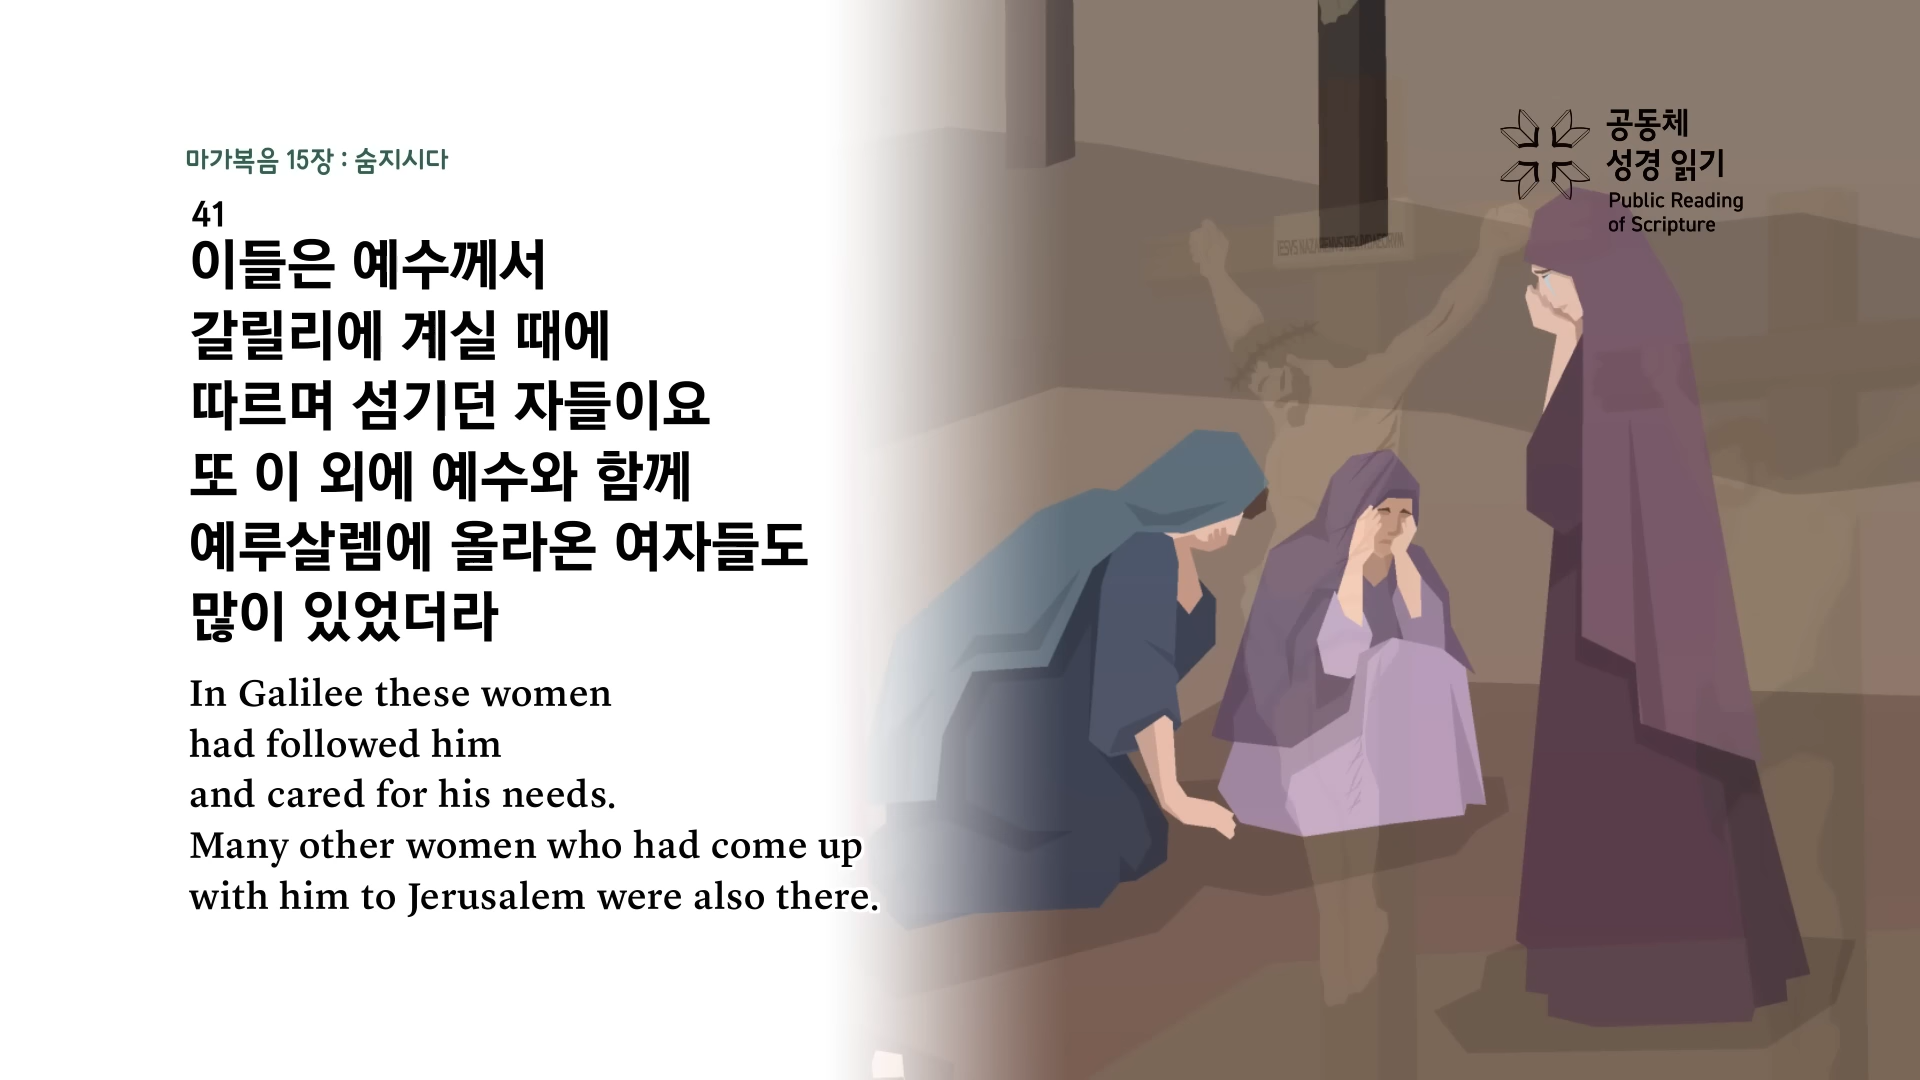 마가복음 15장 : 숨지시다
41
이들은 예수께서
갈릴리에 계실 때에
따르며 섬기던 자들이요
또 이 외에 예수와 함께
예루살렘에 올라온 여자들도
많이 있었더라
In Galilee these women
had followed him
and cared for his needs.
Many other women who had come up
with him to Jerusalem were also there.
공동체
성경 읽기
Public Reading
of Scripture